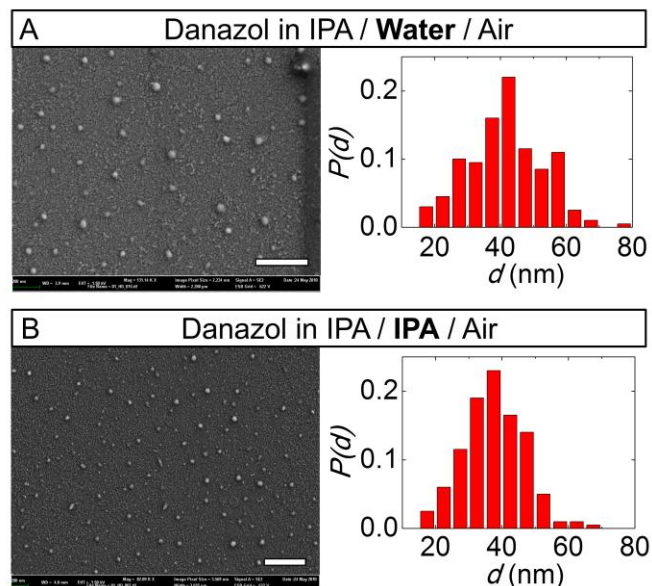 A Danazol in IPA / Water / Air
P(d)
0.2
0.1
0.0
20 40 60 80
d (nm)
B Danazol in IPA / IPA / Air
P(d)
0.2
0.1
0.0
20 40 60 80
d (nm)